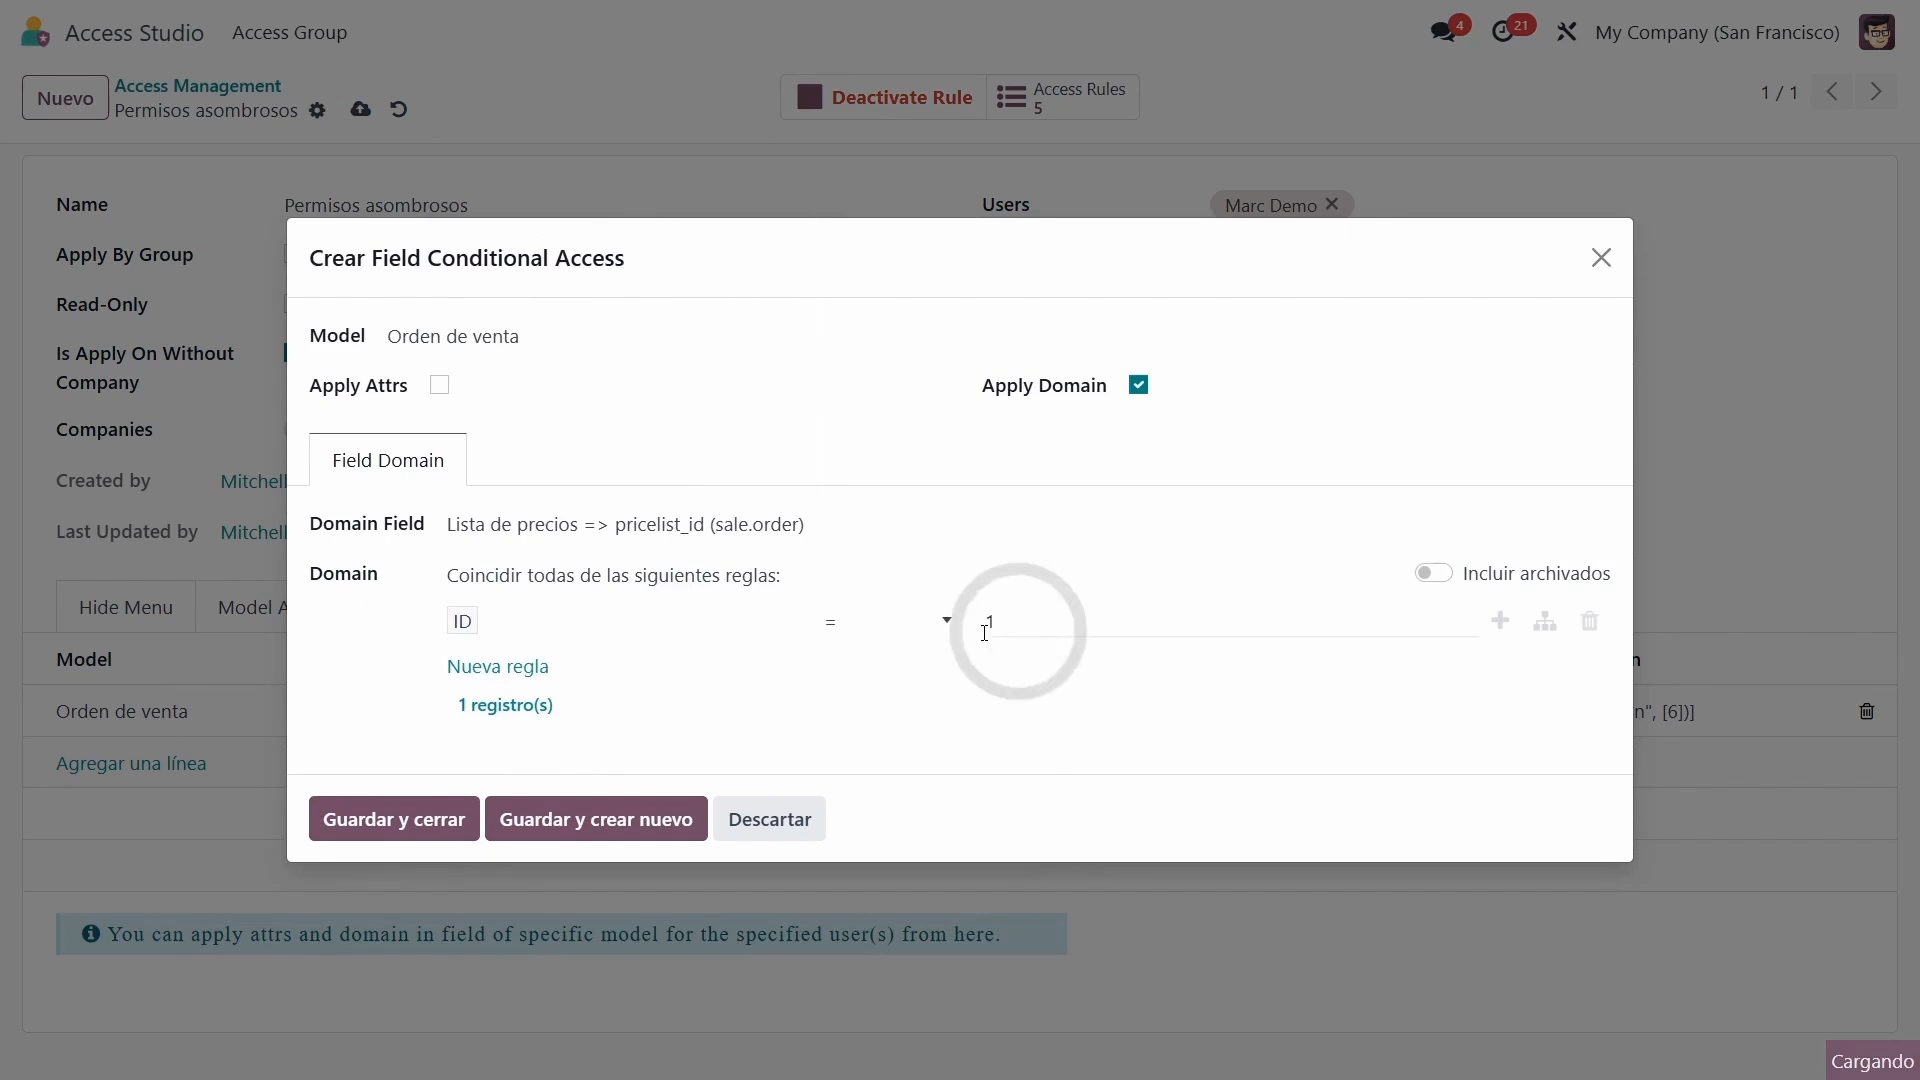 Access Studio
Access Group
4
21
My Company (San Francisco)
Nuevo
Access Management
Permisos asombrosos
Deactivate Rule
Access Rules
5
1 / 1
Name
Permisos asombrosos
Users
Marc Demo
Apply By Group
Read-Only
Is Apply On Without
Company
Companies
Created by
Mitchell
Last Updated by
Mitchell
Hide Menu
Model A
Model
Orden de venta
n", [6])]
Agregar una línea
Crear Field Conditional Access
Model
Orden de venta
Apply Attrs
Apply Domain
Field Domain
Domain Field
Lista de precios => pricelist_id (sale.order)
Domain
Coincidir todas de las siguientes reglas:
Incluir archivados
ID
=
1
Nueva regla
1 registro(s)
Guardar y cerrar
Guardar y crear nuevo
Descartar
You can apply attrs and domain in field of specific model for the specified user(s) from here.
Cargando